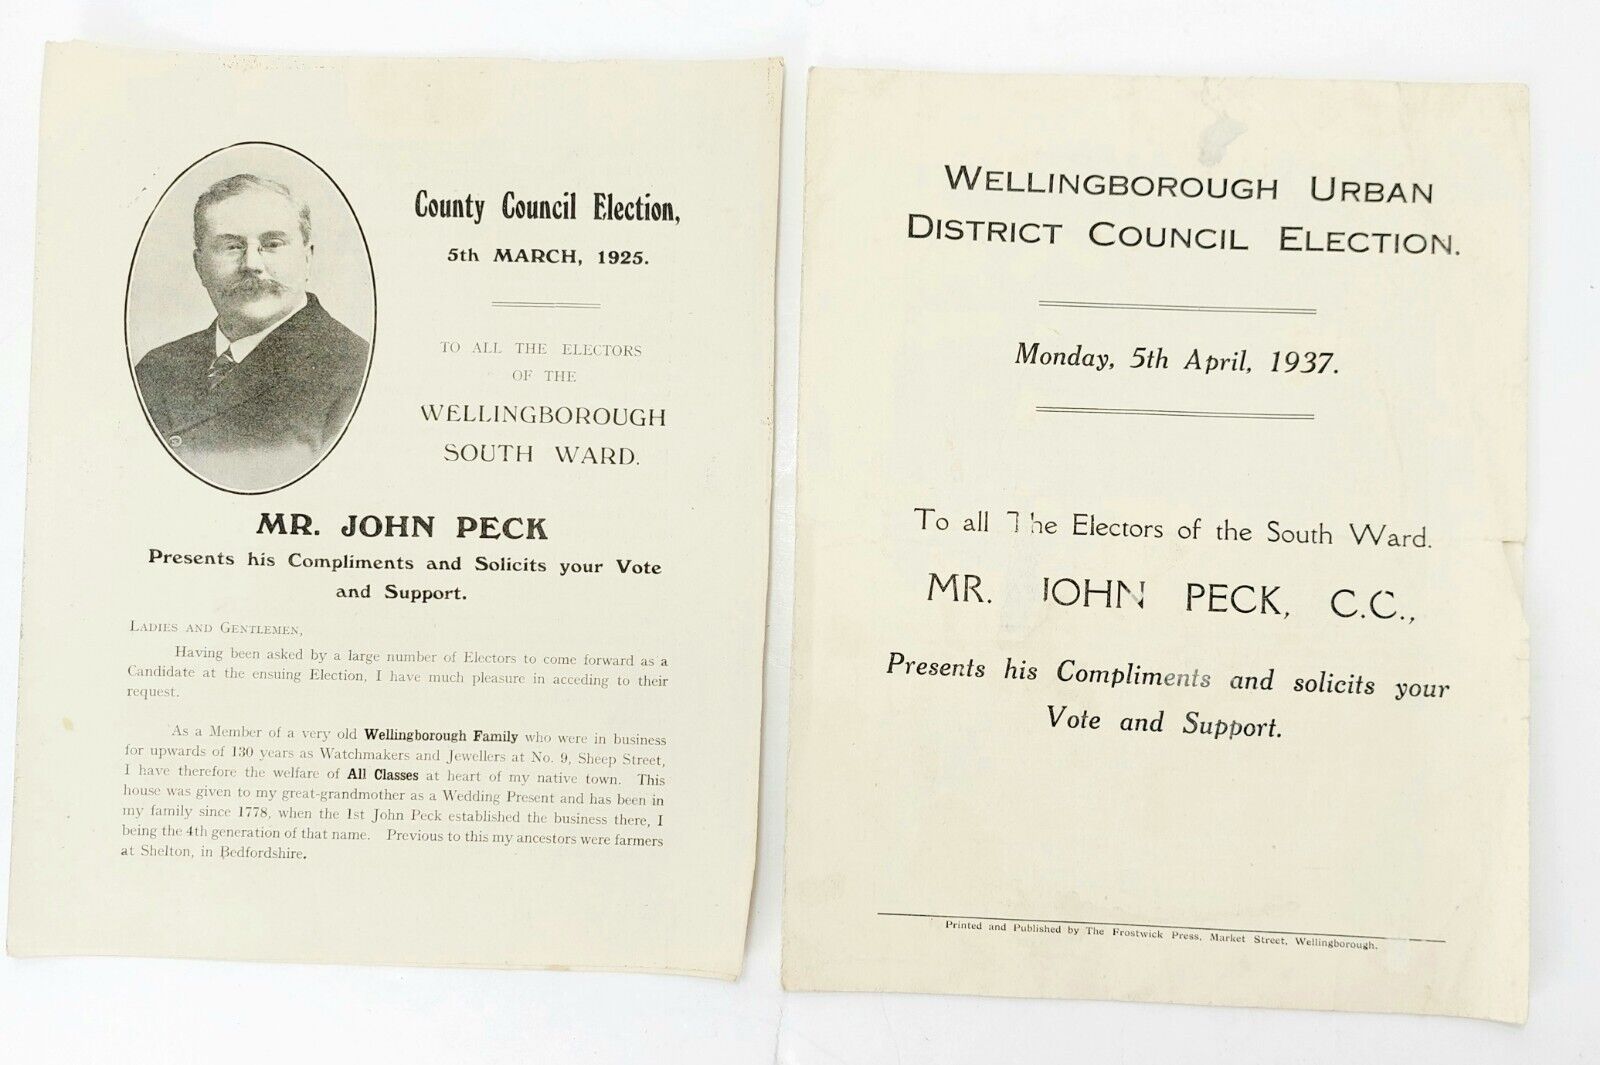 County Council Election,
5th MARCH, 1925.
TO ALL THE ELECTORS
OF THE
WELLINGBOROUGH
SOUTH WARD.
MR. JOHN PECK
Presents his Compliments and Solicits your Vote
and Support.
LADIES AND GENTLEMEN,
Having been asked by a large number of Electors to come forward as a
Candidate at the ensuing Election, I have much pleasure in acceding to their
request.
As a Member of a very old Wellingborough Family who were in business
for upwards of 130 years as Watchmakers and Jewellers at No. 9, Sheep Street,
I have therefore the welfare of All Classes at heart of my native town. This
house was given to my great-grandmother as a Wedding Present and has been in
my family since 1778, when the 1st John Peck established the business there, I
being the 4th generation of that name. Previous to this my ancestors were farmers
at Shelton, in Bedfordshire.
WELLINGBOROUGH URBAN
DISTRICT COUNCIL ELECTION.
Monday, 5th April, 1937.
To all The Electors of the South Ward.
MR. JOHN PECK, C.C.,
Presents his Compliments and solicits your
Vote and Support.
Printed and Published by The Frostwick Press, Market Street, Wellingborough.